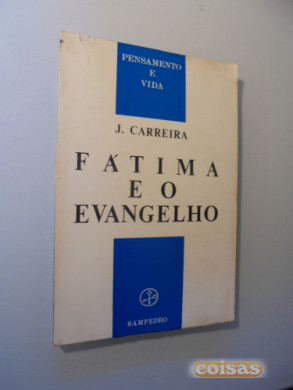 PENSAMENTO
E
VIDA
J. CARREIRA
FÁTIMA
E O
EVANGELHO
SAMPEDRO
coisas